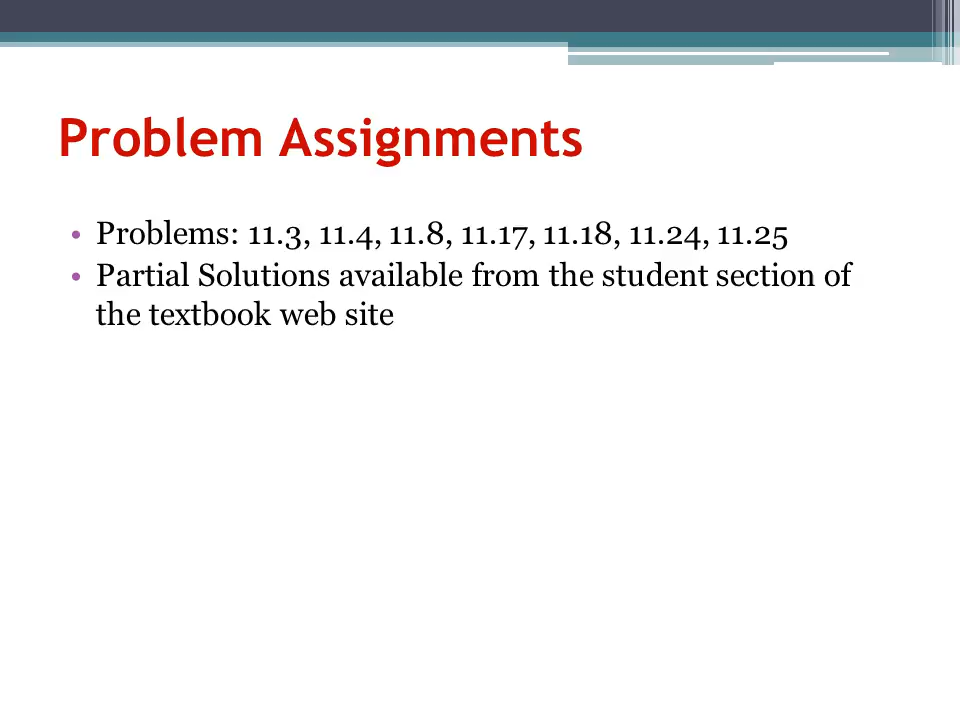 Problem Assignments
• Problems: 11.3, 11.4, 11.8, 11.17, 11.18, 11.24, 11.25
• Partial Solutions available from the student section of
the textbook web site